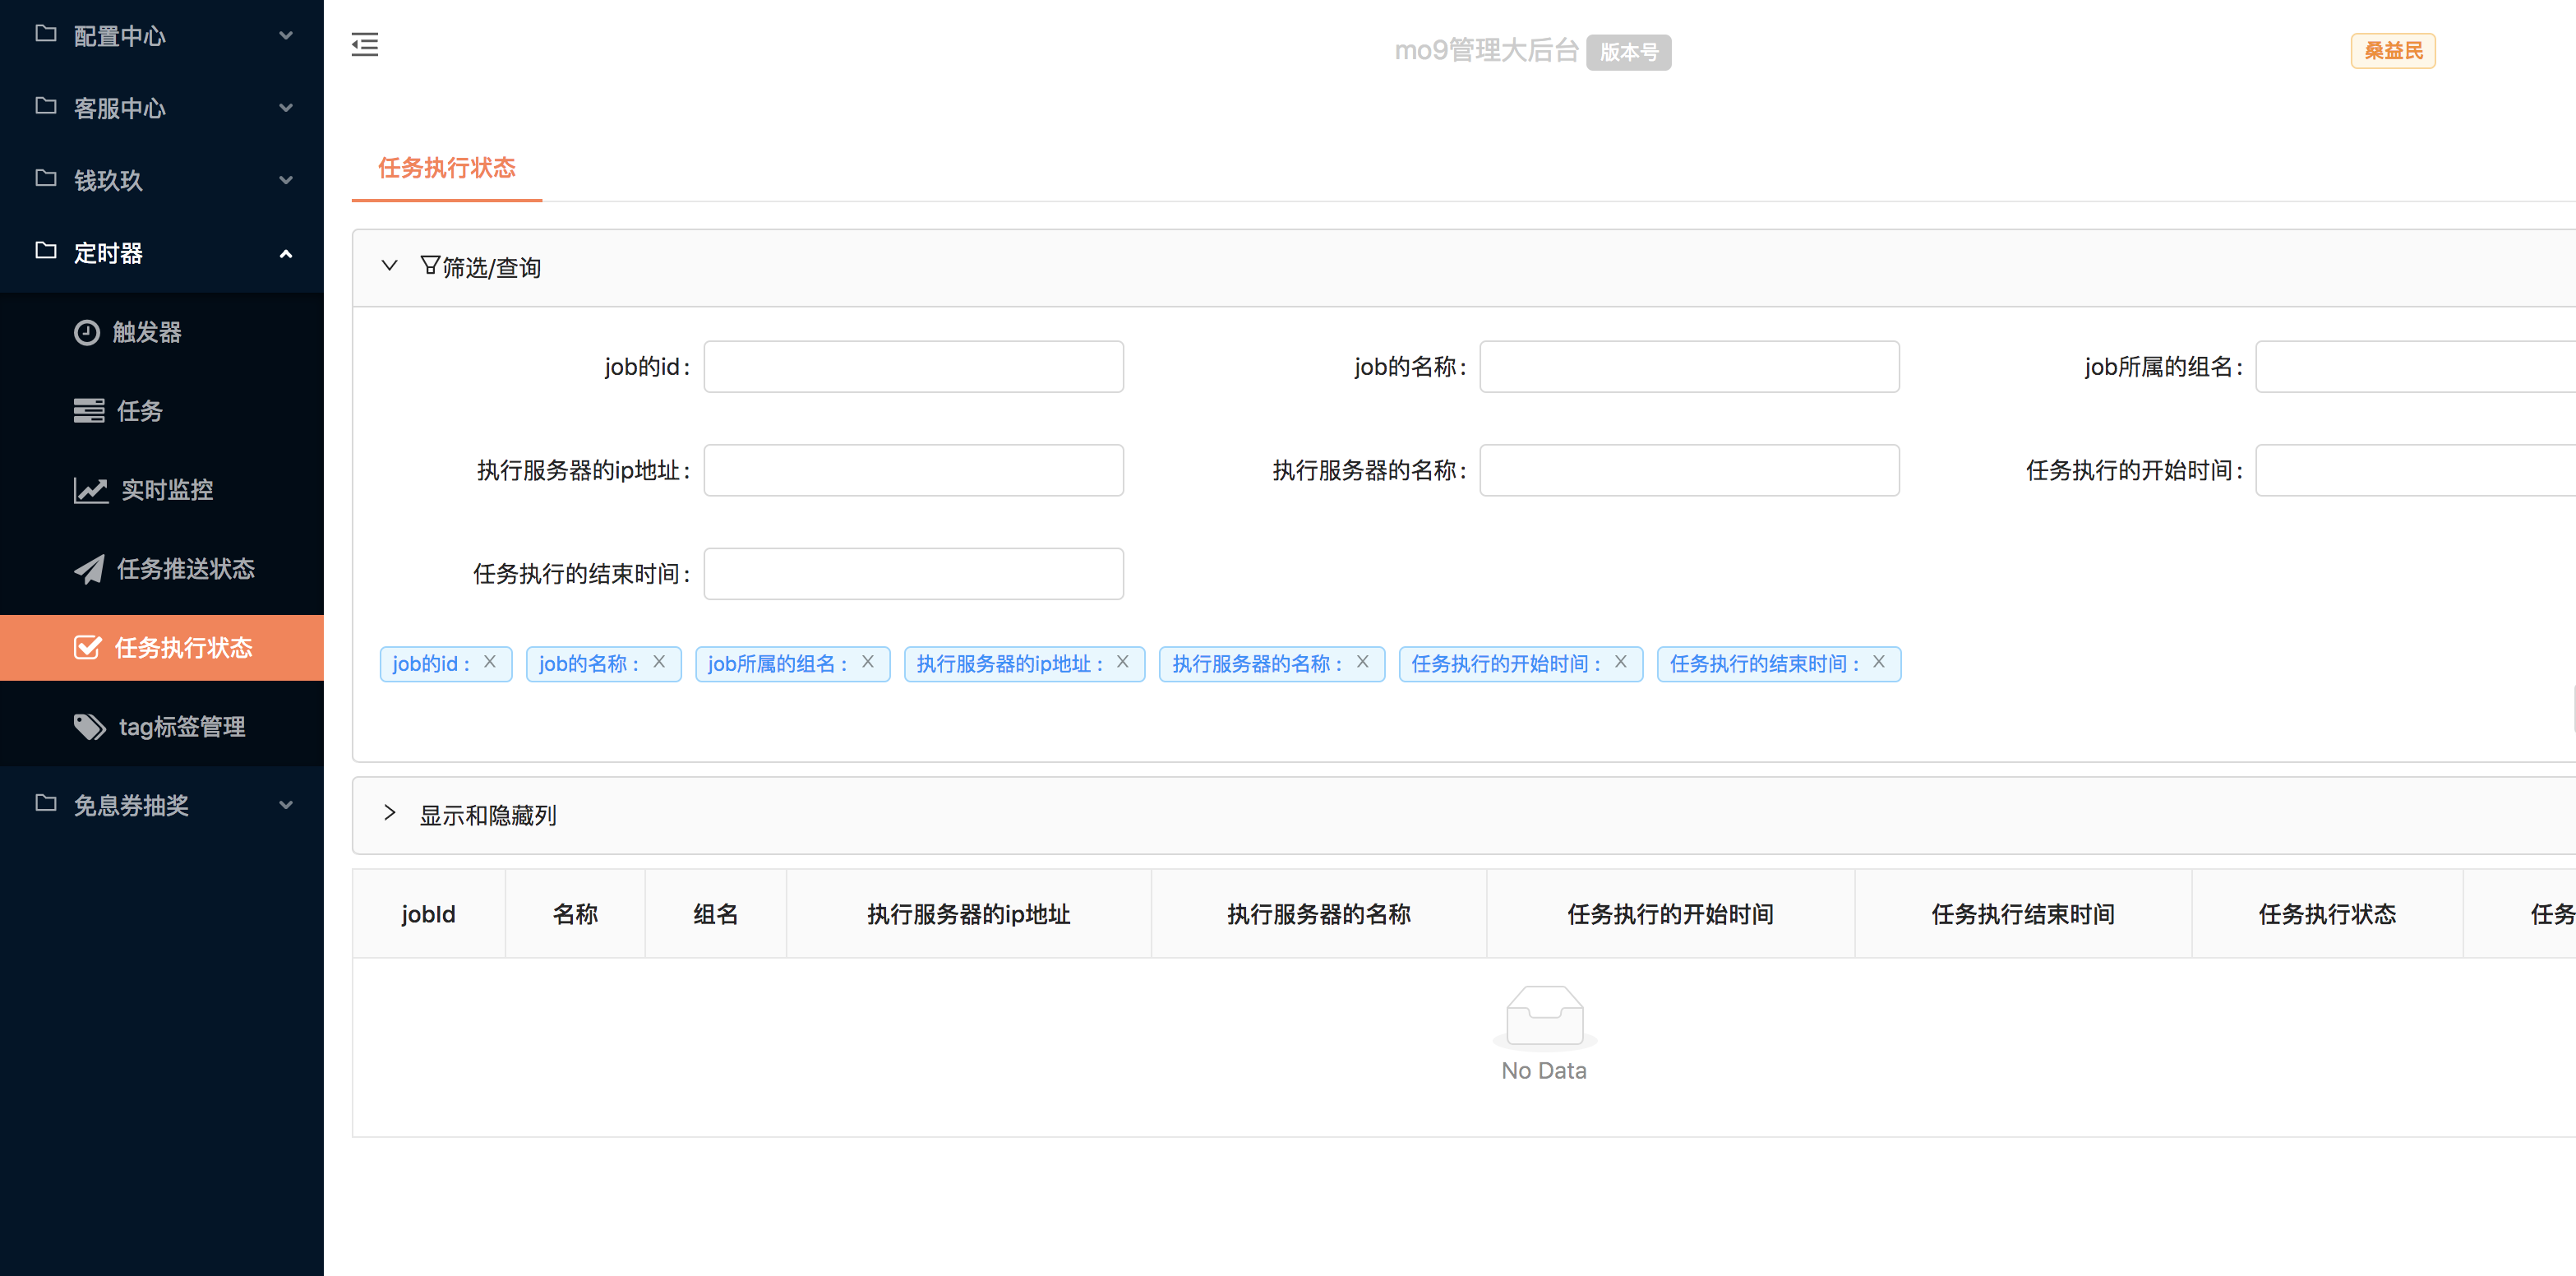 配置中心
客服中心
钱玖玖
定时器
触发器
任务
实时监控
任务推送状态
任务执行状态
tag标签管理
免息券抽奖
mo9管理大后台 版本号
桑益民
任务执行状态
筛选/查询
job的id: job的名称: job所属的组名:
执行服务器的ip地址: 执行服务器的名称: 任务执行的开始时间:
任务执行的结束时间:
job的id: job的名称: job所属的组名: 执行服务器的ip地址: 执行服务器的名称: 任务执行的开始时间: 任务执行的结束时间:
显示和隐藏列
jobId 名称 组名 执行服务器的ip地址 执行服务器的名称 任务执行的开始时间 任务执行结束时间 任务执行状态 任务
No Data